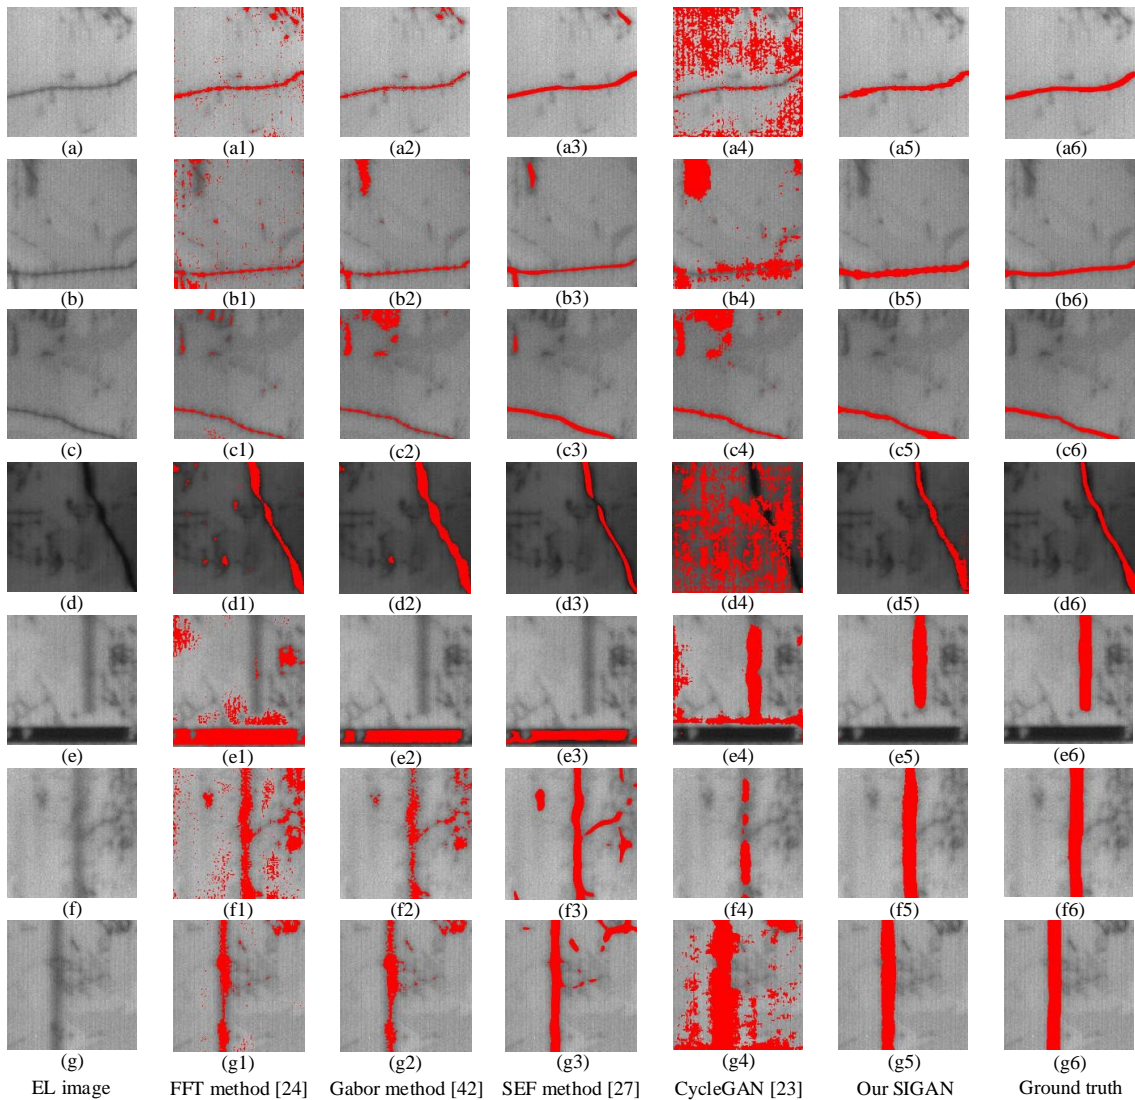 (a) (a1) (a2) (a3) (a4) (a5) (a6)
(b) (b1) (b2) (b3) (b4) (b5) (b6)
(c) (c1) (c2) (c3) (c4) (c5) (c6)
(d) (d1) (d2) (d3) (d4) (d5) (d6)
(e) (e1) (e2) (e3) (e4) (e5) (e6)
(f) (f1) (f2) (f3) (f4) (f5) (f6)
(g) (g1) (g2) (g3) (g4) (g5) (g6)
EL image FFT method [24] Gabor method [42] SEF method [27] CycleGAN [23] Our SIGAN Ground truth